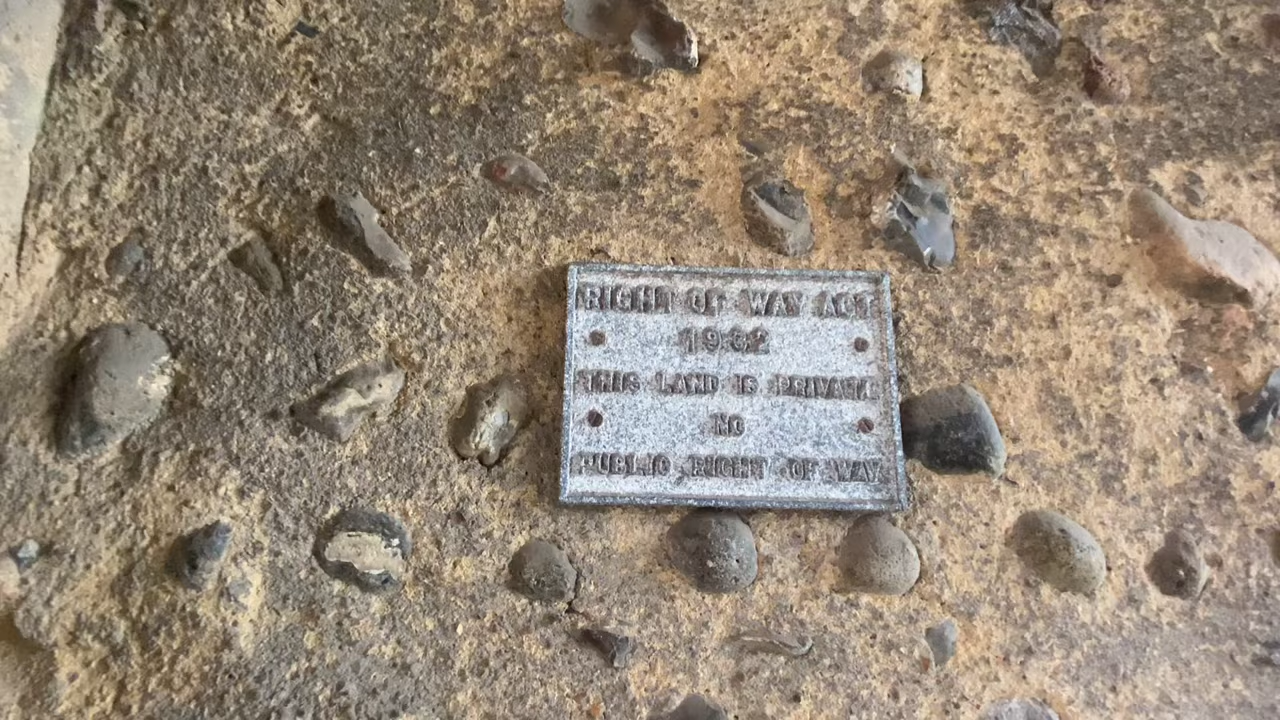 RIGHT OF WAY ACT
1932
THIS LAND IS PRIVATE
NO
PUBLIC RIGHT OF WAY